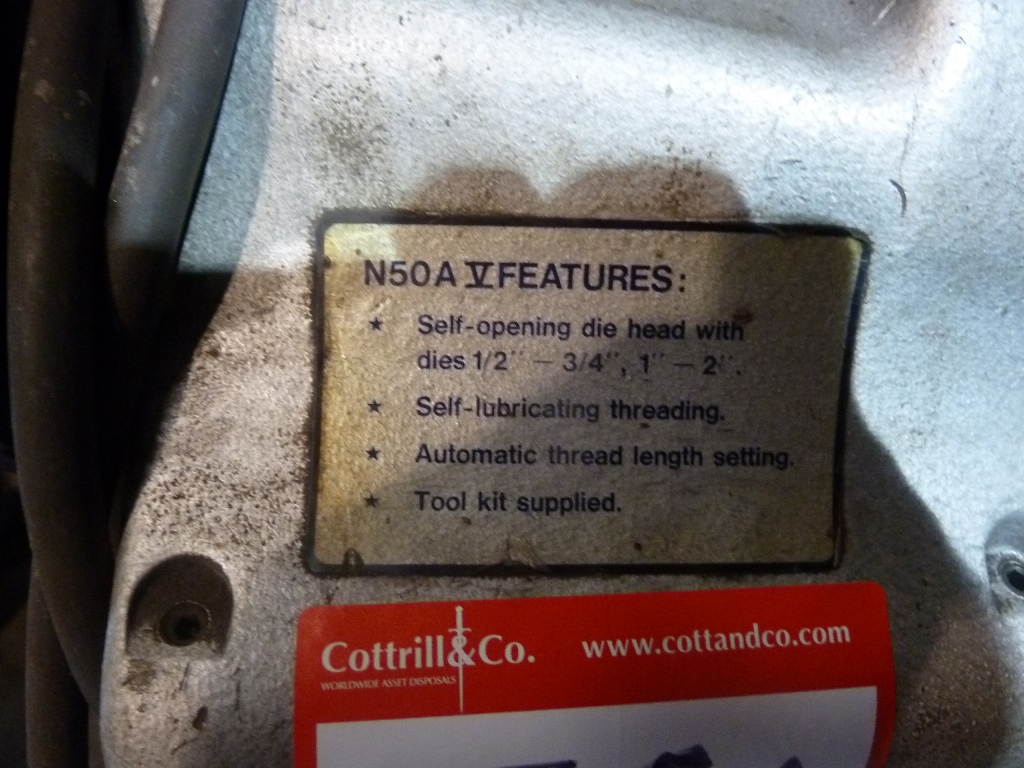 N50A V FEATURES:
★ Self-opening die head with
dies 1/2" — 3/4", 1" — 2".
★ Self-lubricating threading.
★ Automatic thread length setting.
★ Tool kit supplied.
Cottrill&Co. www.cottandco.com
WORLDWIDE ASSET DISPOSALS